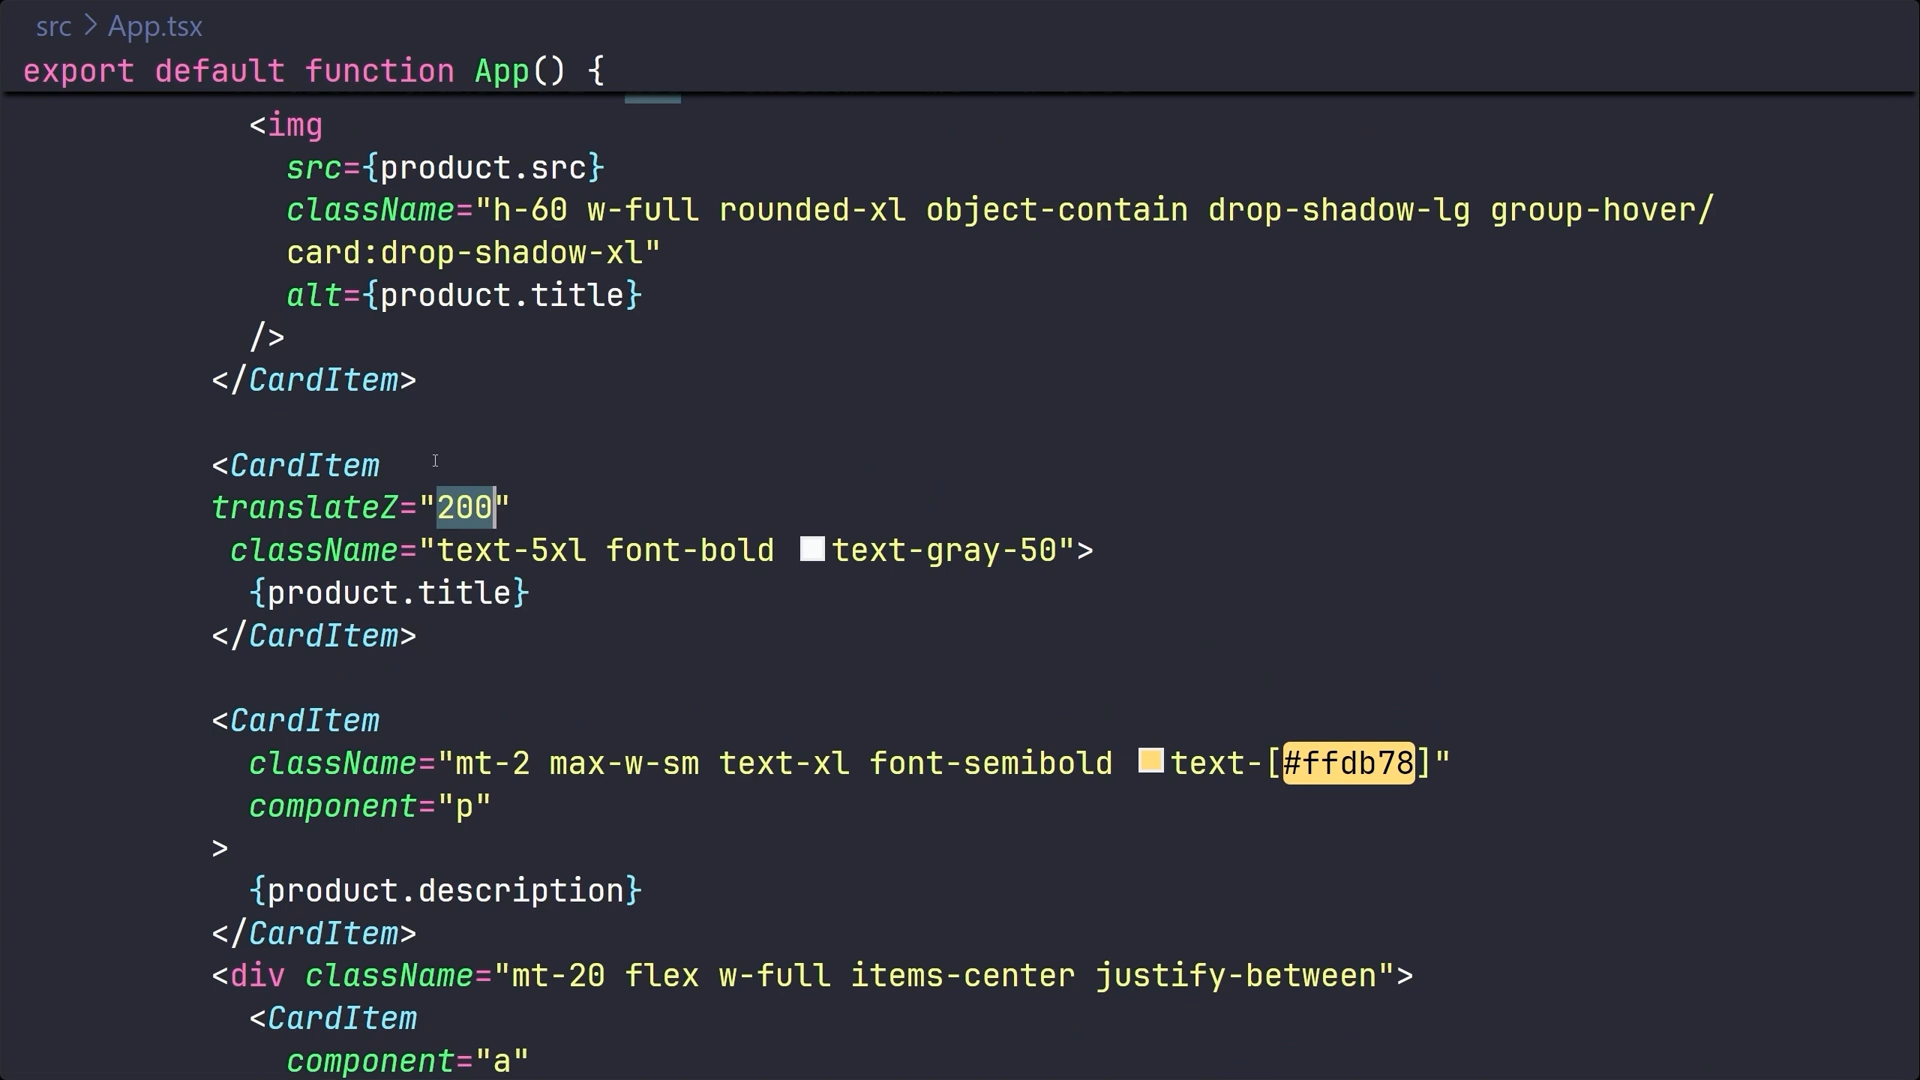 src > App.tsx
export default function App() {
<img
src={product.src}
className="h-60 w-full rounded-xl object-contain drop-shadow-lg group-hover/
card:drop-shadow-xl"
alt={product.title}
/>
</CardItem>
<CardItem
translateZ="200"
className="text-5xl font-bold text-gray-50">
{product.title}
</CardItem>
<CardItem
className="mt-2 max-w-sm text-xl font-semibold text-[#ffdb78]"
component="p"
>
{product.description}
</CardItem>
<div className="mt-20 flex w-full items-center justify-between">
<CardItem
component="a"